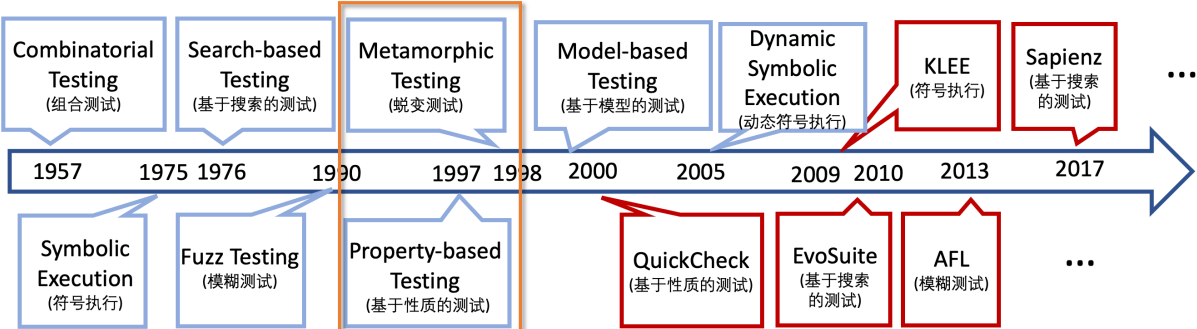 Combinatorial
Testing
(组合测试)
Search-based
Testing
(基于搜索的测试)
Metamorphic
Testing
(蜕变测试)
Model-based
Testing
(基于模型的测试)
Dynamic
Symbolic
Execution
(动态符号执行)
KLEE
(符号执行)
Sapienz
(基于搜索
的测试)
...
1957
1975
1976
1990
1997
1998
2000
2005
2009
2010
2013
2017
Symbolic
Execution
(符号执行)
Fuzz Testing
(模糊测试)
Property-based
Testing
(基于性质的测试)
QuickCheck
(基于性质的测试)
EvoSuite
(基于搜索
的测试)
AFL
(模糊测试)
...